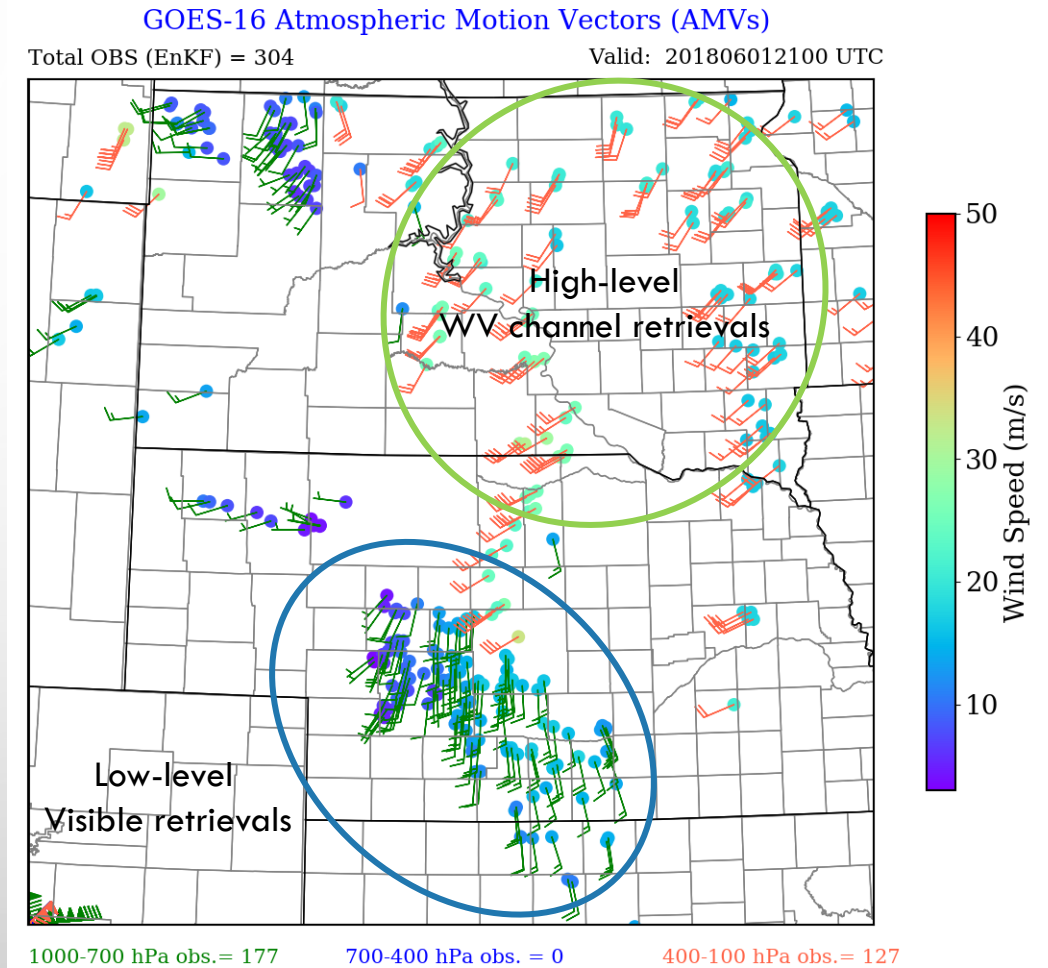 GOES-16 Atmospheric Motion Vectors (AMVs)
Total OBS (EnKF) = 304
Valid: 201806012100 UTC
High-level
WV channel retrievals
Low-level
Visible retrievals
50
40
30
20
10
Wind Speed (m/s)
1000-700 hPa obs.= 177
700-400 hPa obs. = 0
400-100 hPa obs.= 127